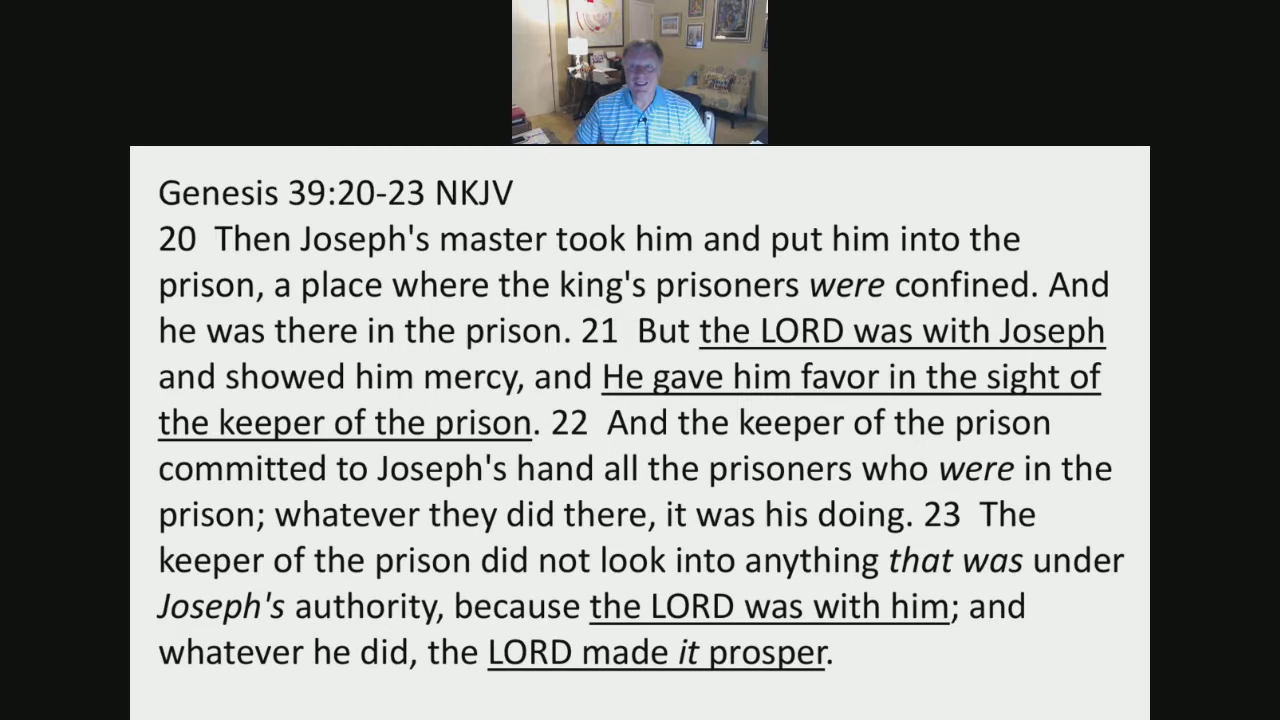 Genesis 39:20-23 NKJV
20  Then Joseph's master took him and put him into the
prison, a place where the king's prisoners were confined. And
he was there in the prison. 21  But the LORD was with Joseph
and showed him mercy, and He gave him favor in the sight of
the keeper of the prison. 22  And the keeper of the prison
committed to Joseph's hand all the prisoners who were in the
prison; whatever they did there, it was his doing. 23  The
keeper of the prison did not look into anything that was under
Joseph's authority, because the LORD was with him; and
whatever he did, the LORD made it prosper.